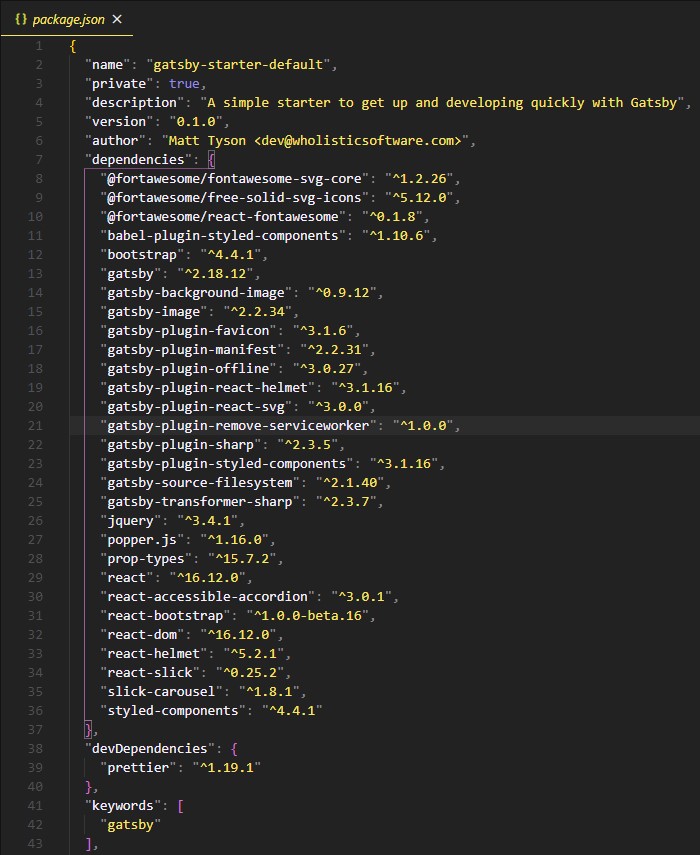 {} package.json ×
1 {
2 "name": "gatsby-starter-default",
3 "private": true,
4 "description": "A simple starter to get up and developing quickly with Gatsby",
5 "version": "0.1.0",
6 "author": "Matt Tyson <dev@wholisticsoftware.com>",
7 "dependencies": {
8 "@fortawesome/fontawesome-svg-core": "^1.2.26",
9 "@fortawesome/free-solid-svg-icons": "^5.12.0",
10 "@fortawesome/react-fontawesome": "^0.1.8",
11 "babel-plugin-styled-components": "^1.10.6",
12 "bootstrap": "^4.4.1",
13 "gatsby": "^2.18.12",
14 "gatsby-background-image": "^0.9.12",
15 "gatsby-image": "^2.2.34",
16 "gatsby-plugin-favicon": "^3.1.6",
17 "gatsby-plugin-manifest": "^2.2.31",
18 "gatsby-plugin-offline": "^3.0.27",
19 "gatsby-plugin-react-helmet": "^3.1.16",
20 "gatsby-plugin-react-svg": "^3.0.0",
21 "gatsby-plugin-remove-serviceworker": "^1.0.0",
22 "gatsby-plugin-sharp": "^2.3.5",
23 "gatsby-plugin-styled-components": "^3.1.16",
24 "gatsby-source-filesystem": "^2.1.40",
25 "gatsby-transformer-sharp": "^2.3.7",
26 "jquery": "^3.4.1",
27 "popper.js": "^1.16.0",
28 "prop-types": "^15.7.2",
29 "react": "^16.12.0",
30 "react-accessible-accordion": "^3.0.1",
31 "react-bootstrap": "^1.0.0-beta.16",
32 "react-dom": "^16.12.0",
33 "react-helmet": "^5.2.1",
34 "react-slick": "^0.25.2",
35 "slick-carousel": "^1.8.1",
36 "styled-components": "^4.4.1"
37 },
38 "devDependencies": {
39 "prettier": "^1.19.1"
40 },
41 "keywords": [
42 "gatsby"
43 ],